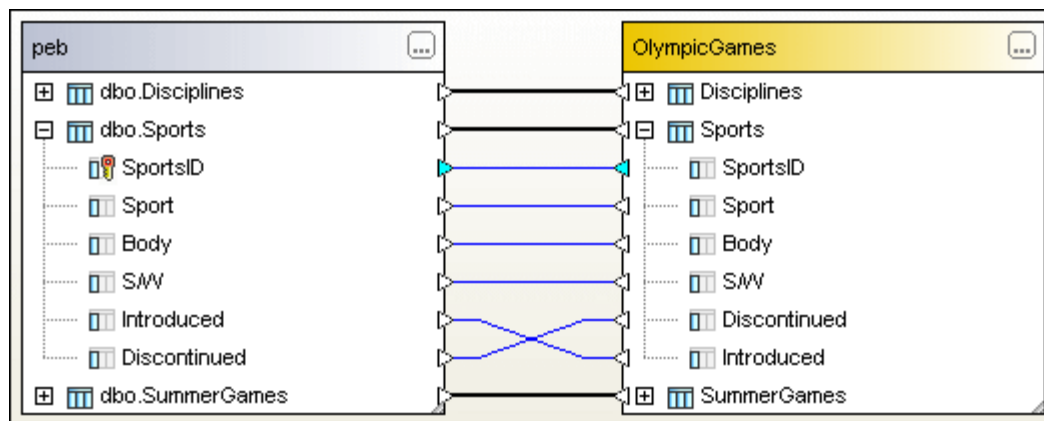 peb
...
dbo.Disciplines
dbo.Sports
SportsID
Sport
Body
S/W
Introduced
Discontinued
dbo.SummerGames
OlympicGames
...
Disciplines
Sports
SportsID
Sport
Body
S/W
Discontinued
Introduced
SummerGames